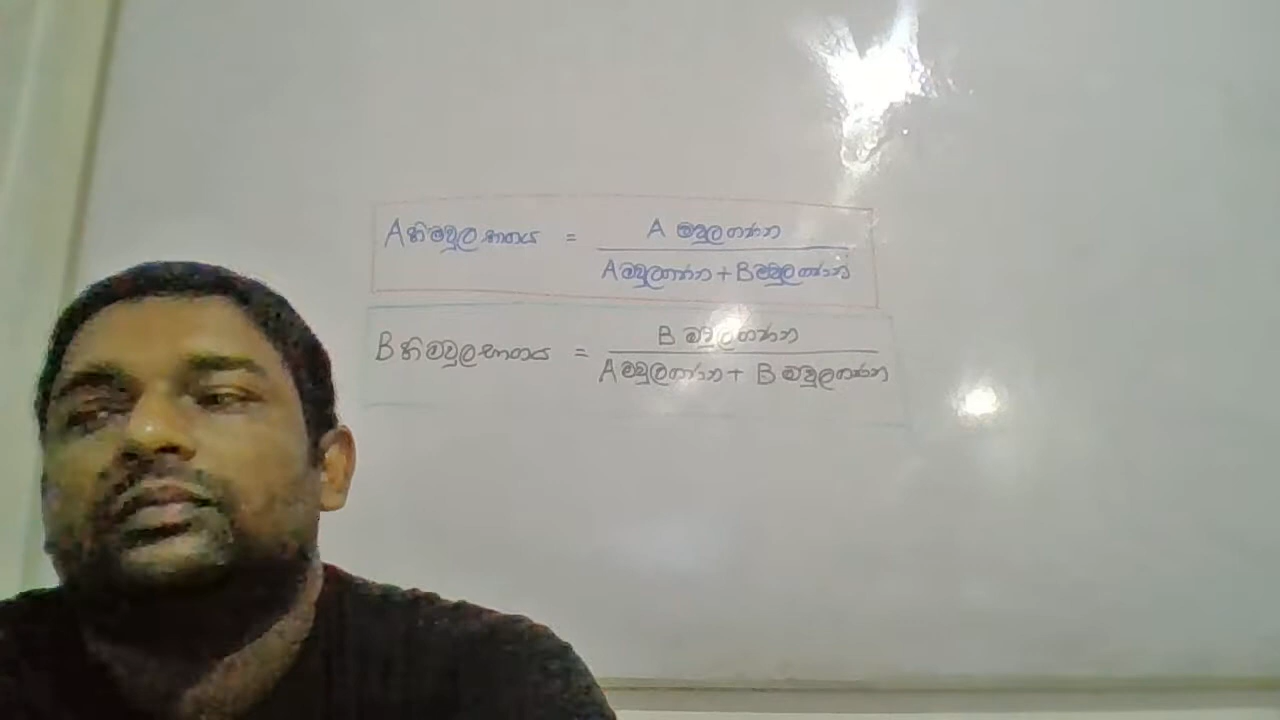 A හි මවුල භාගය = A මවුල ගණන
A මවුල ගණන + B මවුල ගණන
B හි මවුල භාගය = B මවුල ගණන
A මවුල ගණන + B මවුල ගණන